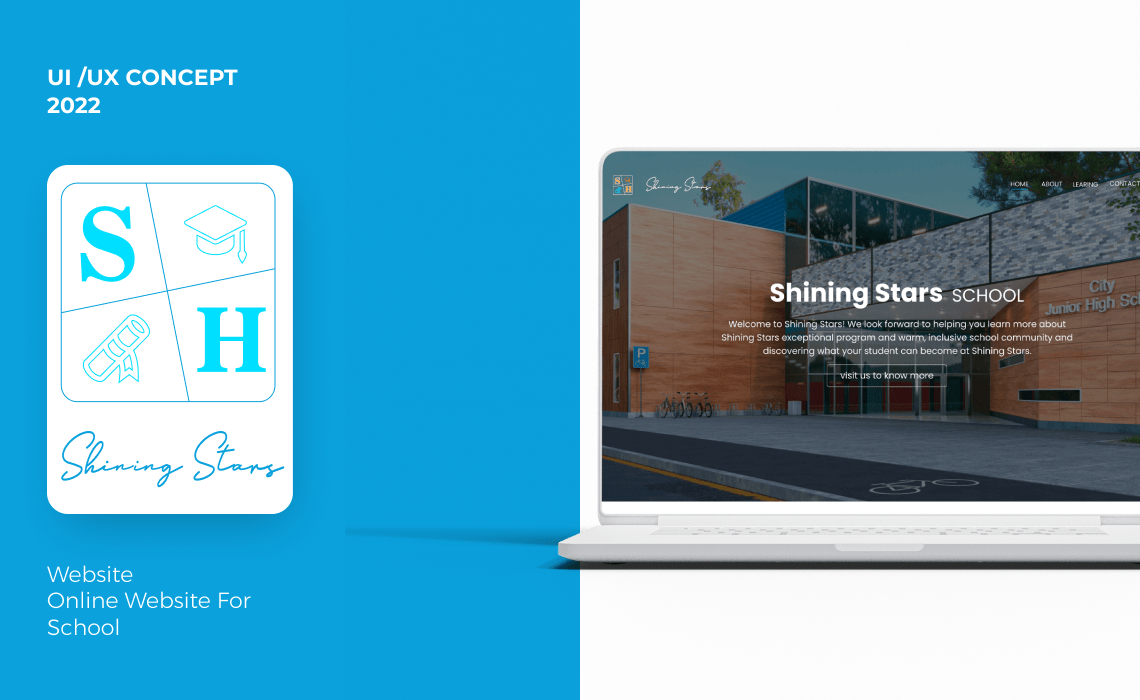 UI /UX CONCEPT
2022
S
H
Shining Stars
Website
Online Website For
School
S
H
Shining Stars
HOME ABOUT LEARING CONTACT
Shining Stars SCHOOL
Welcome to Shining Stars! We look forward to helping you learn more about
Shining Stars exceptional program and warm, inclusive school community and
discovering what your student can become at Shining Stars.
visit us to know more
City
Junior High Sch
P